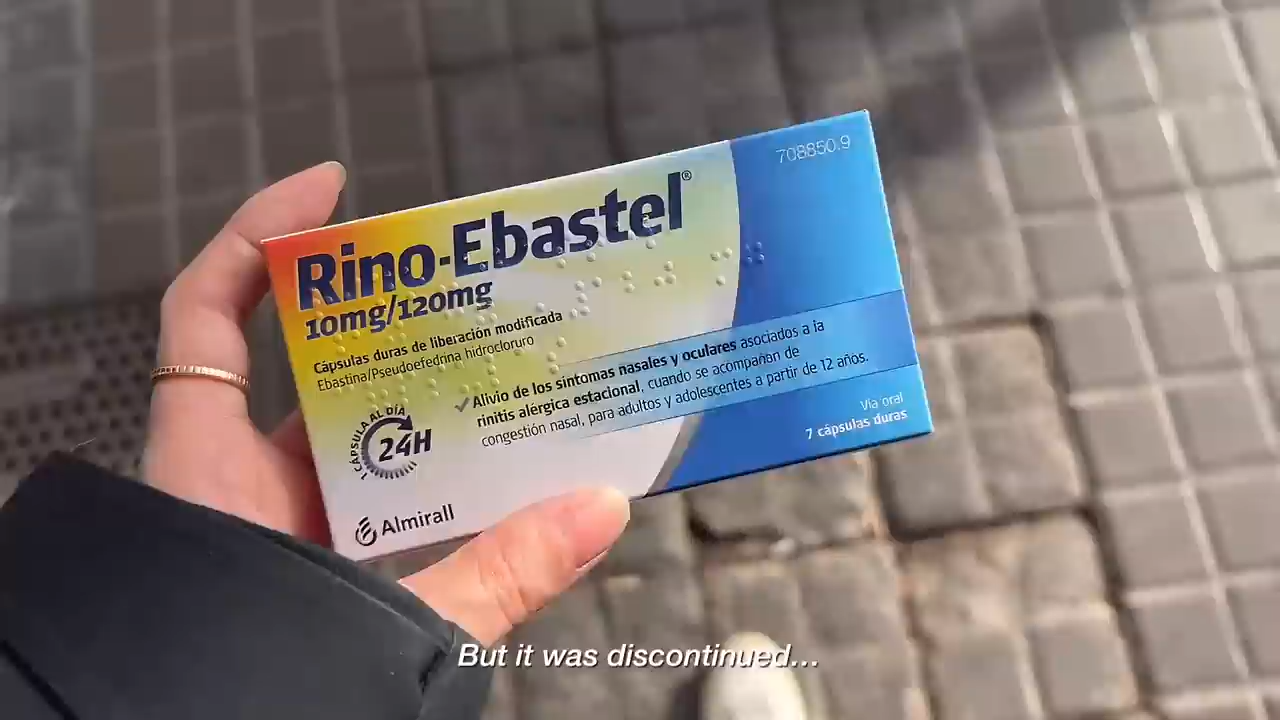 708850.9
Rino-Ebastel®
10mg/120mg
Cápsulas duras de liberación modificada
Ebastina/Pseudoefedrina hidrocloruro
1 CÁPSULA AL DÍA
24H
Alivio de los síntomas nasales y oculares asociados a la
rinitis alérgica estacional, cuando se acompañan de
congestión nasal, para adultos y adolescentes a partir de 12 años.
Vía oral
7 cápsulas duras
Almirall
But it was discontinued...